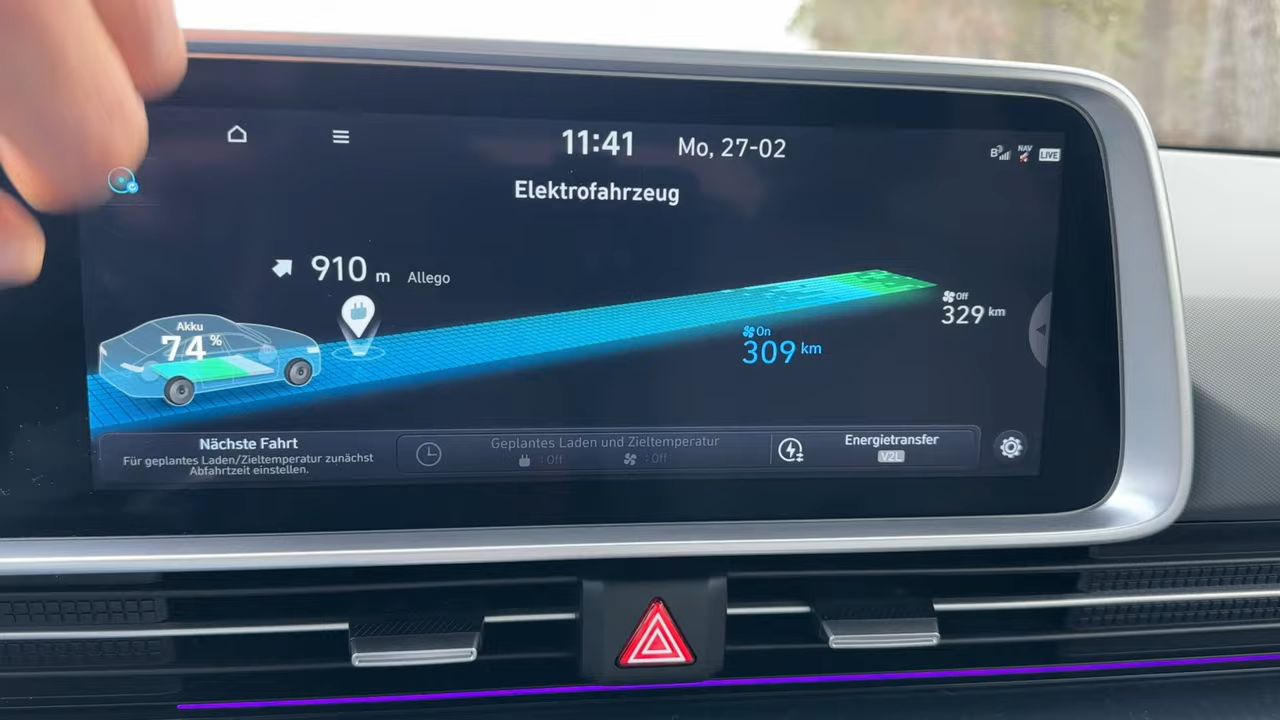 11:41 Mo, 27-02
NAV
LIVE
Elektrofahrzeug
910 m Allego
Akku
74 %
Off
329 km
On
309 km
Nächste Fahrt
Für geplantes Laden/Zieltemperatur zunächst
Abfahrtzeit einstellen.
Geplantes Laden und Zieltemperatur
: Off : Off
Energietransfer
V2L